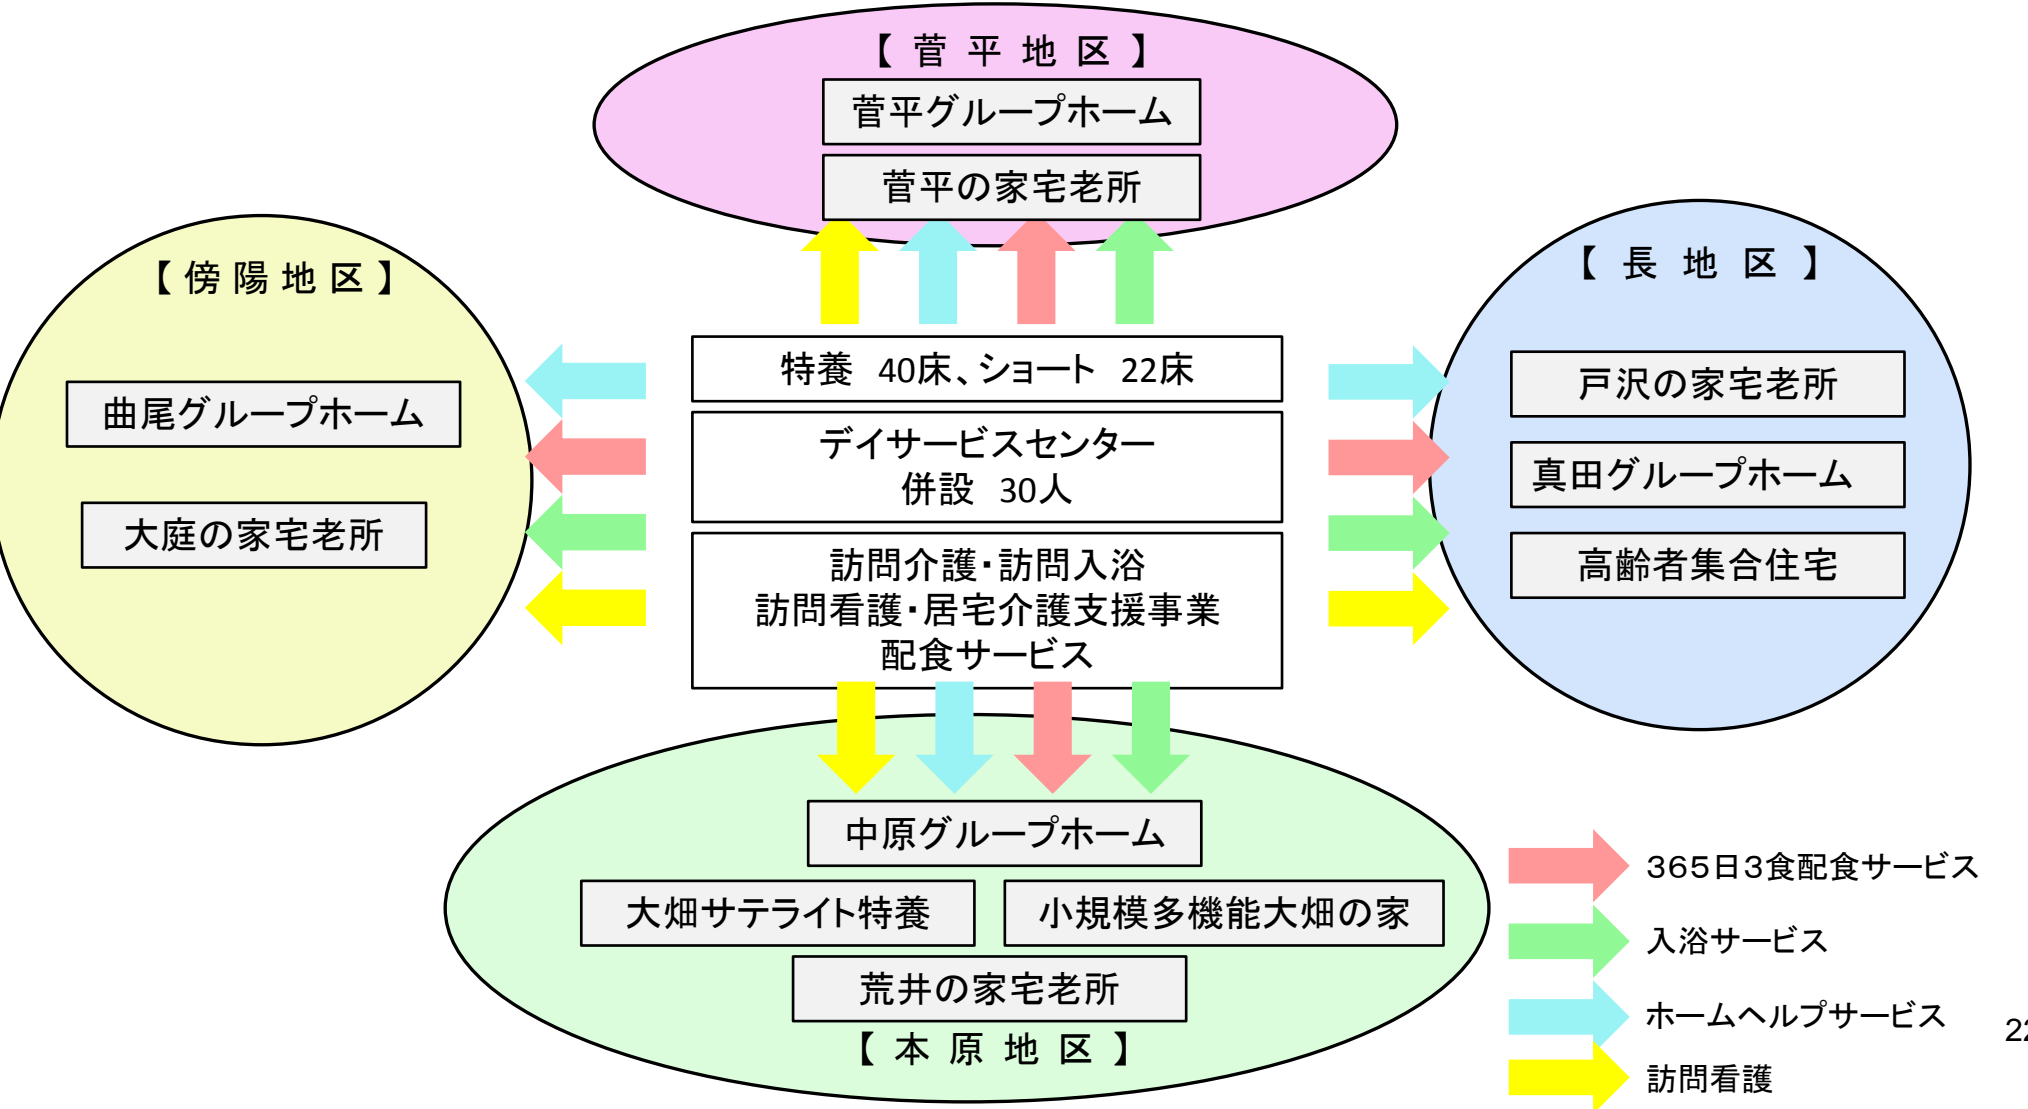 【 菅 平 地 区 】
菅平グループホーム
菅平の家宅老所
【 傍 陽 地 区 】
曲尾グループホーム
大庭の家宅老所
特養　40床、ショート　22床
デイサービスセンター
併設　30人
訪問介護・訪問入浴
訪問看護・居宅介護支援事業
配食サービス
【 長 地 区 】
戸沢の家宅老所
真田グループホーム
高齢者集合住宅
中原グループホーム
大畑サテライト特養
小規模多機能大畑の家
荒井の家宅老所
【 本 原 地 区 】
３６５日３食配食サービス
入浴サービス
ホームヘルプサービス
訪問看護
22